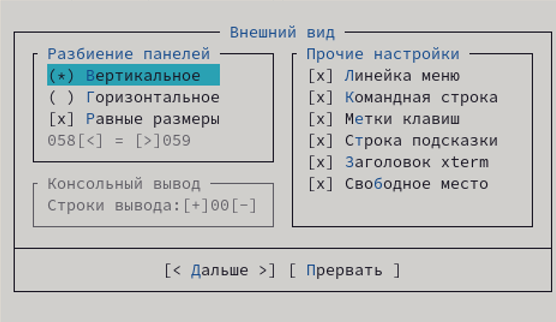 Внешний вид
Разбиение панелей
(*) Вертикальное
( ) Горизонтальное
[x] Равные размеры
058[<] = [>]059
Консольный вывод
Строки вывода:[+]00[-]
Прочие настройки
[x] Линейка меню
[x] Командная строка
[x] Метки клавиш
[x] Строка подсказки
[x] Заголовок xterm
[x] Свободное место
[< Дальше >] [ Прервать ]